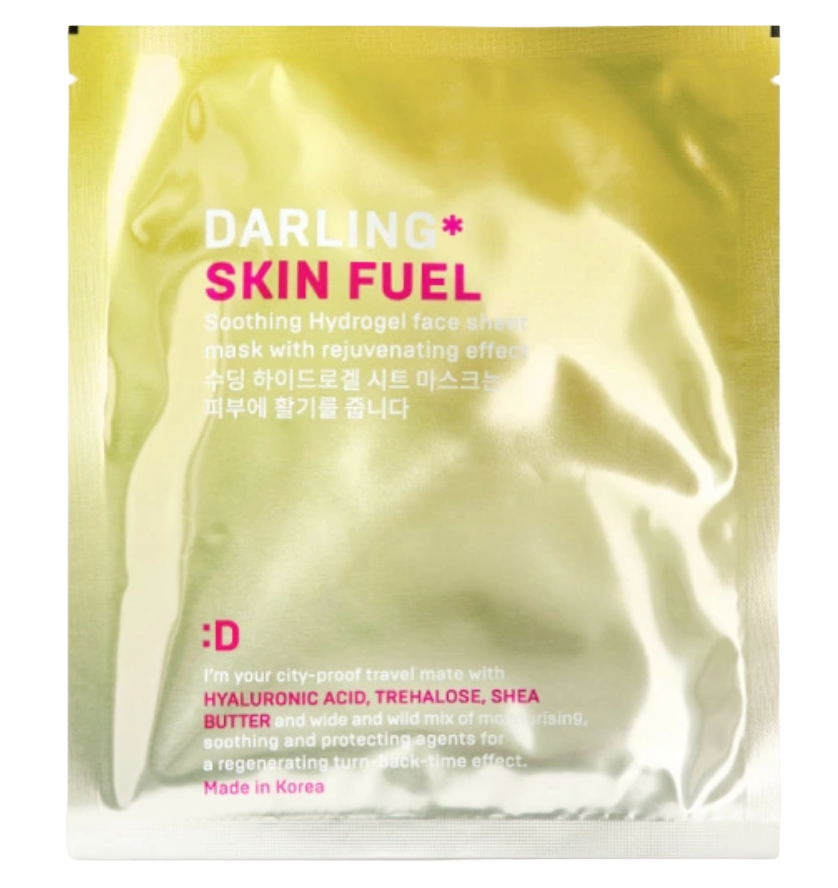 DARLING*
SKIN FUEL
Soothing Hydrogel face sheet
mask with rejuvenating effect
수딩 하이드로겔 시트 마스크는
피부에 활기를 줍니다
:D
I'm your city-proof travel mate with
HYALURONIC ACID, TREHALOSE, SHEA
BUTTER and wide and wild mix of moisturising,
soothing and protecting agents for
a regenerating turn-back-time effect.
Made in Korea